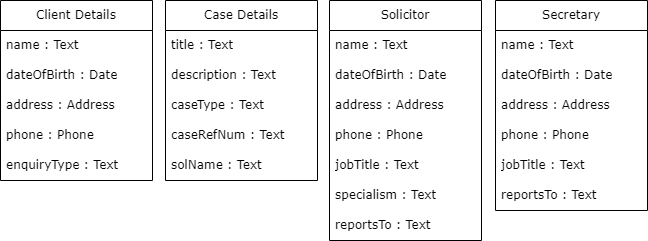 Client Details
name : Text
dateOfBirth : Date
address : Address
phone : Phone
enquiryType : Text
Case Details
title : Text
description : Text
caseType : Text
caseRefNum : Text
solName : Text
Solicitor
name : Text
dateOfBirth : Date
address : Address
phone : Phone
jobTitle : Text
specialism : Text
reportsTo : Text
Secretary
name : Text
dateOfBirth : Date
address : Address
phone : Phone
jobTitle : Text
reportsTo : Text